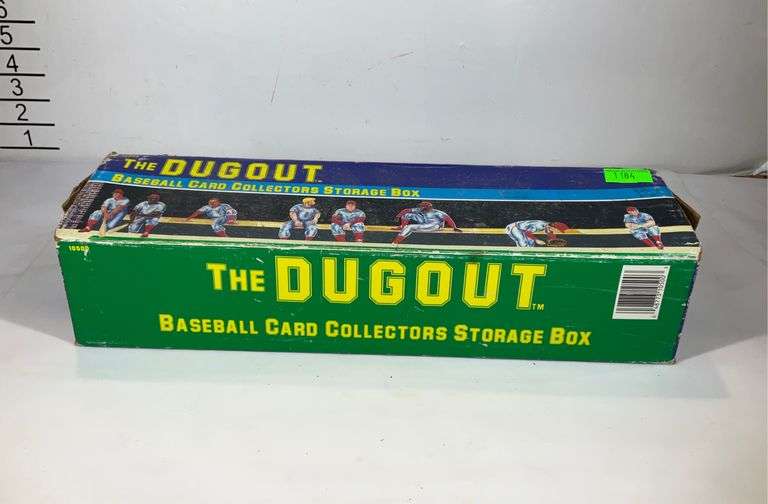 6
5
4
3
2
1
THE DUGOUT
BASEBALL CARD COLLECTORS STORAGE BOX
THE DUGOUT™
BASEBALL CARD COLLECTORS STORAGE BOX